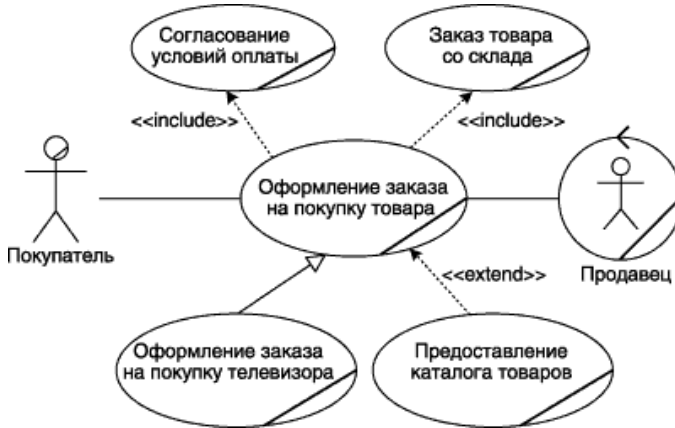 Согласование
условий оплаты
Заказ товара
со склада
<<include>>
<<include>>
Оформление заказа
на покупку товара
Покупатель
Продавец
<<extend>>
Оформление заказа
на покупку телевизора
Предоставление
каталога товаров